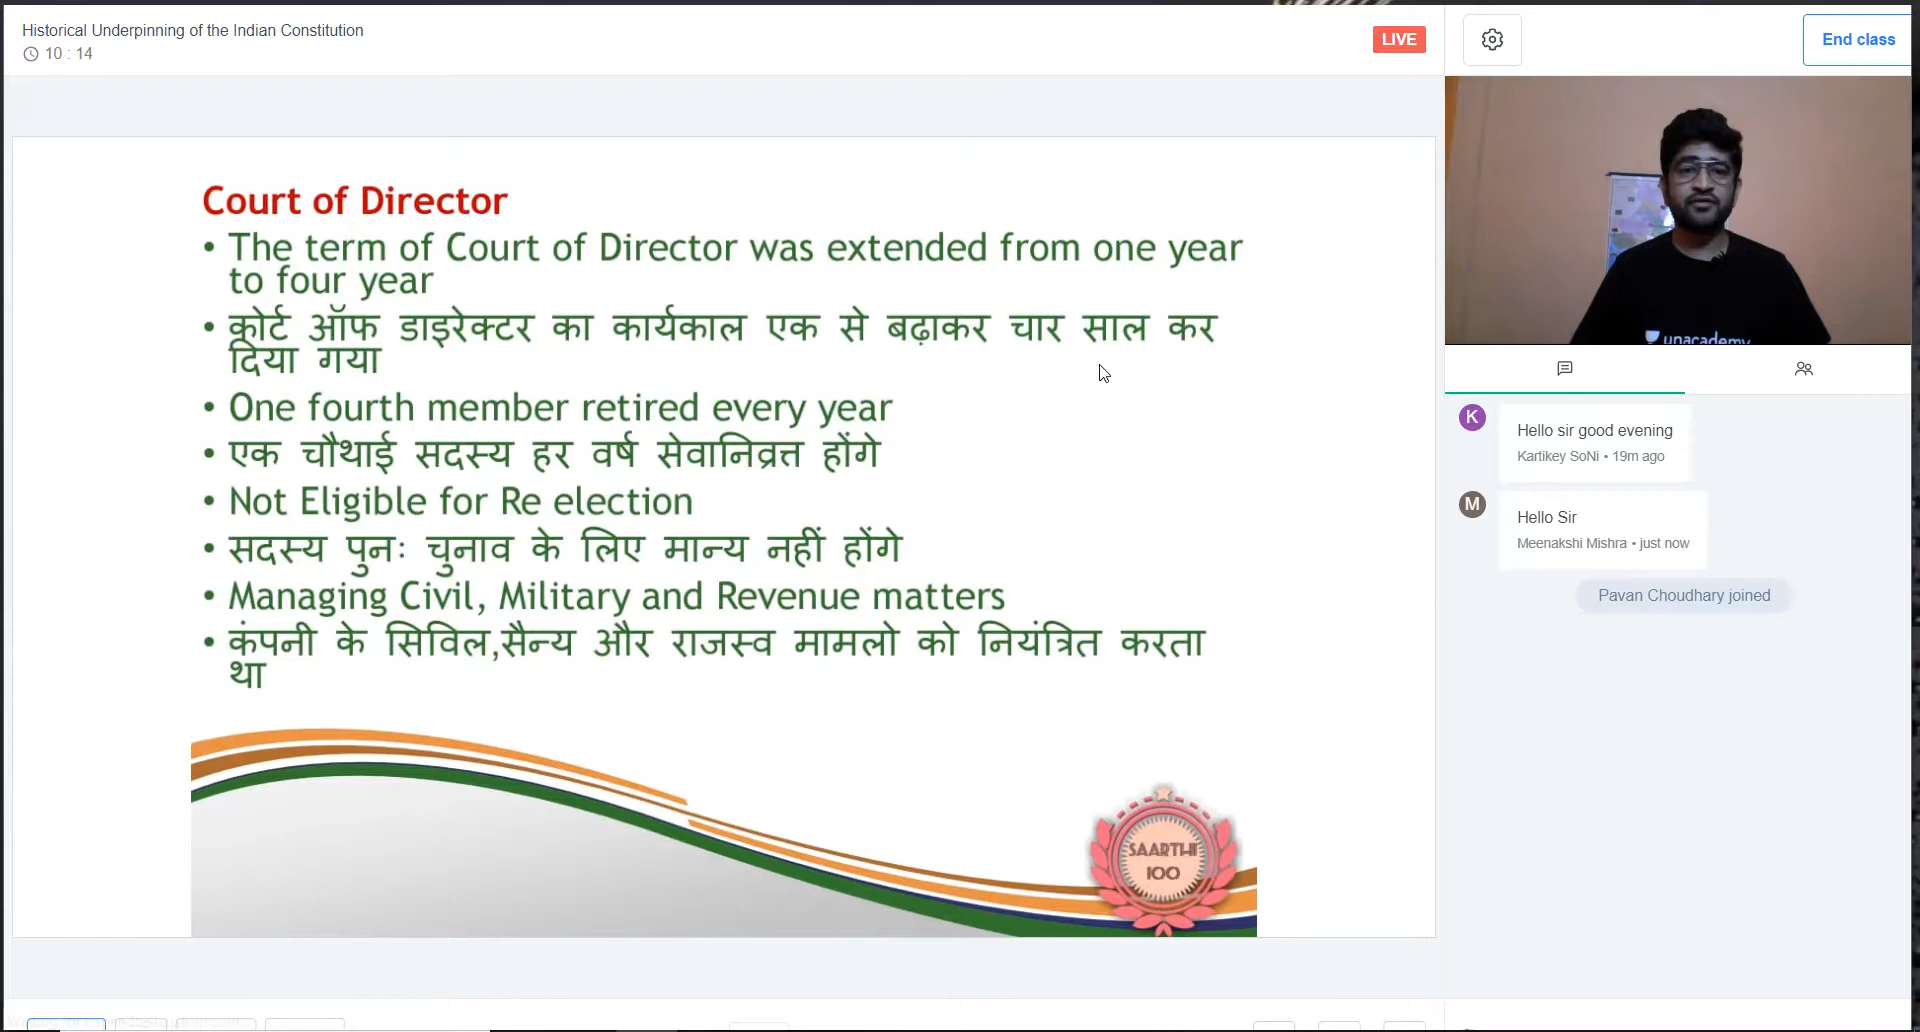 Historical Underpinning of the Indian Constitution
10 : 14
LIVE
End class
Court of Director
• The term of Court of Director was extended from one year
to four year
• कोर्ट ऑफ डाइरेक्टर का कार्यकाल एक से बढ़ाकर चार साल कर
दिया गया
• One fourth member retired every year
• एक चौथाई सदस्य हर वर्ष सेवानिव्रत्त होंगे
• Not Eligible for Re election
• सदस्य पुनः चुनाव के लिए मान्य नहीं होंगे
• Managing Civil, Military and Revenue matters
• कंपनी के सिविल,सैन्य और राजस्व मामलो को नियंत्रित करता
था
SAARTHI
100
unacademy
K
Hello sir good evening
Kartikey SoNi • 19m ago
M
Hello Sir
Meenakshi Mishra • just now
Pavan Choudhary joined